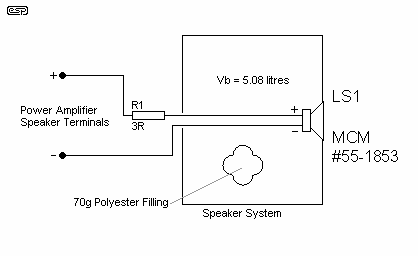 esp
Vb = 5.08 litres
LS1
+
R1
+
Power Amplifier
Speaker Terminals
3R
-
-
MCM
#55-1853
70g Polyester Filling
Speaker System